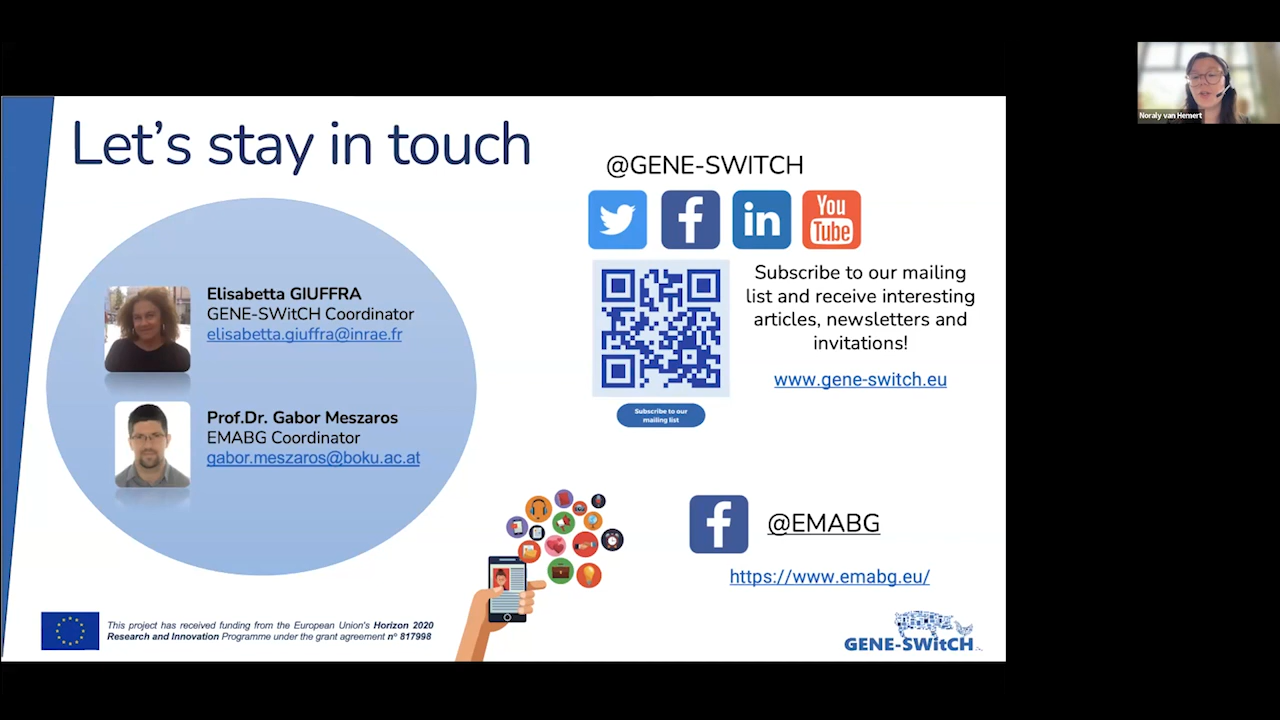 Let's stay in touch
Elisabetta GIUFFRA
GENE-SWitCH Coordinator
elisabetta.giuffra@inrae.fr
Prof.Dr. Gabor Meszaros
EMABG Coordinator
gabor.meszaros@boku.ac.at
@GENE-SWITCH
in
You
Tube
Subscribe to our mailing
list and receive interesting
articles, newsletters and
invitations!
www.gene-switch.eu
Subscribe to our
mailing list
@EMABG
https://www.emabg.eu/
This project has received funding from the European Union's Horizon 2020
Research and Innovation Programme under the grant agreement n° 817998
GENE-SWitCH
Noraly van Hemert